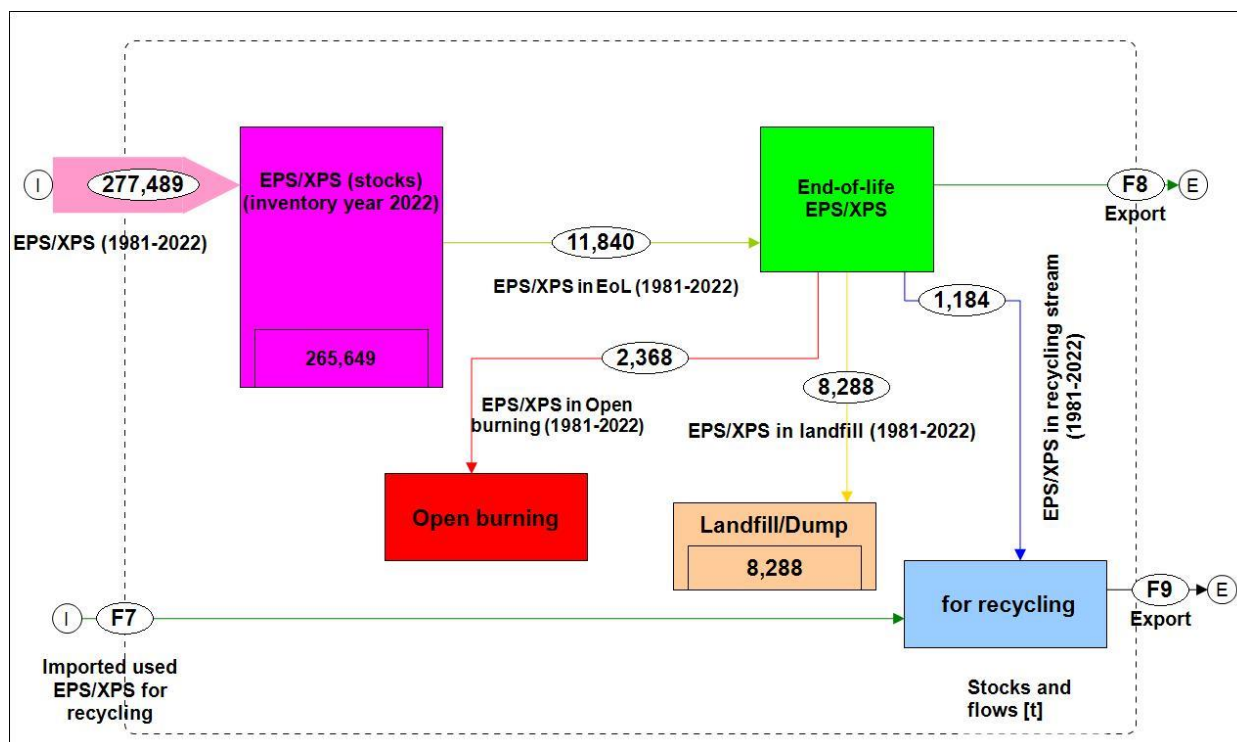 I
277,489
EPS/XPS (1981-2022)
EPS/XPS (stocks)
(inventory year 2022)
265,649
11,840
EPS/XPS in EoL (1981-2022)
End-of-life
EPS/XPS
F8
E
Export
1,184
EPS/XPS in recycling stream
(1981-2022)
2,368
EPS/XPS in Open
burning (1981-2022)
8,288
EPS/XPS in landfill (1981-2022)
Open burning
Landfill/Dump
8,288
for recycling
F9
E
Export
I
F7
Imported used
EPS/XPS for
recycling
Stocks and
flows [t]